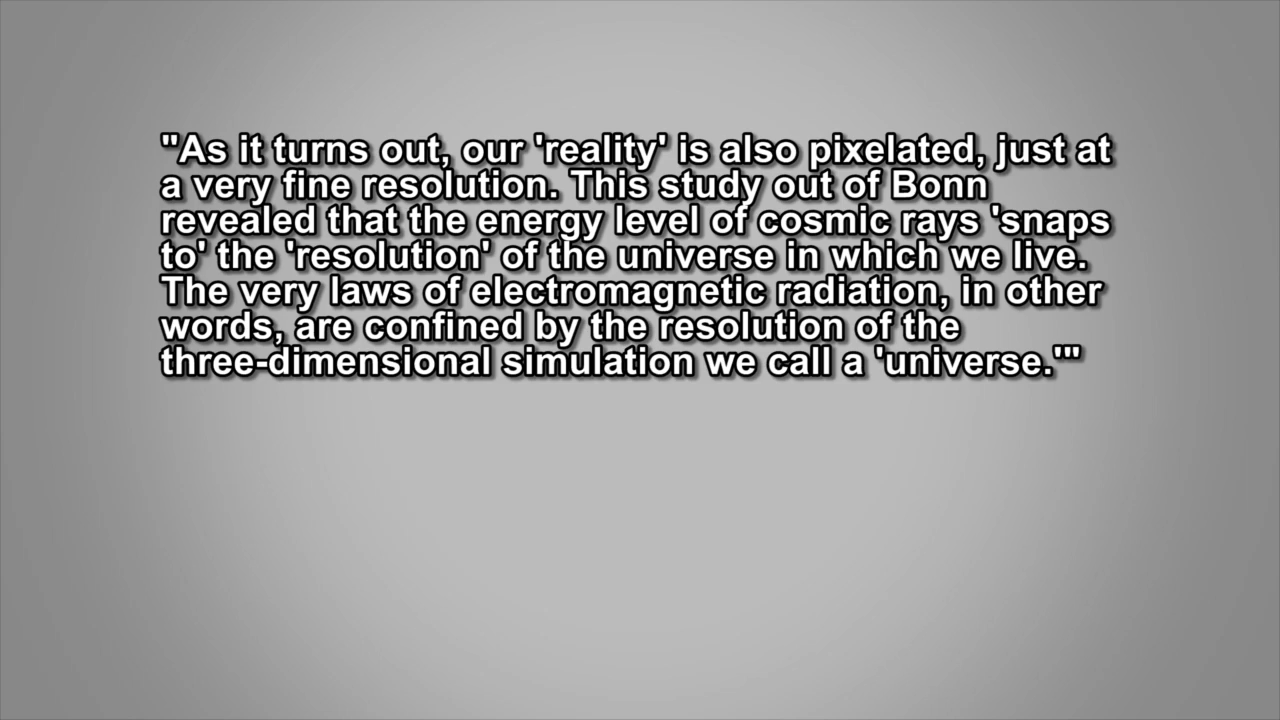 "As it turns out, our 'reality' is also pixelated, just at
a very fine resolution. This study out of Bonn
revealed that the energy level of cosmic rays 'snaps
to' the 'resolution' of the universe in which we live.
The very laws of electromagnetic radiation, in other
words, are confined by the resolution of the
three-dimensional simulation we call a 'universe.'"